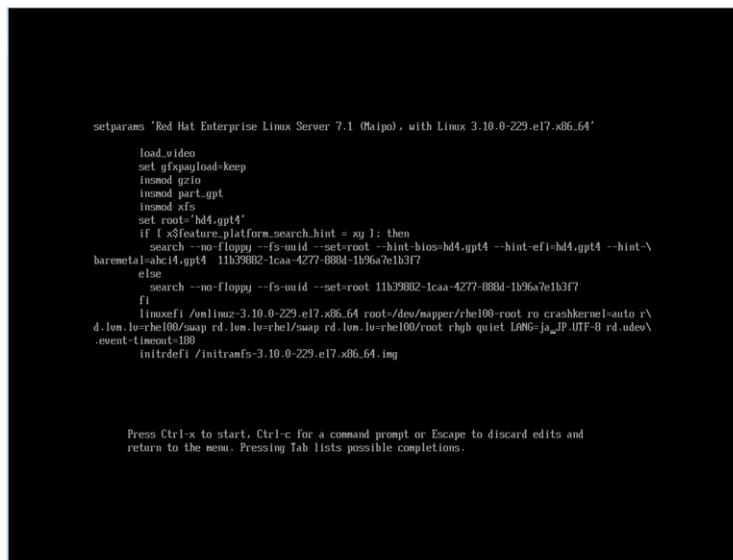 setparams 'Red Hat Enterprise Linux Server 7.1 (Maipo), with Linux 3.10.0-229.el7.x86_64'
load_video
set gfxpayload=keep
insmod gzio
insmod part_gpt
insmod xfs
set root='hd4,gpt4'
if [ x$feature_platform_search_hint = xy ]; then
search --no-floppy --fs-uuid --set=root --hint-bios=hd4,gpt4 --hint-efi=hd4,gpt4 --hint-\
baremetal=ahci4,gpt4  11b39882-1caa-4277-888d-1b96a7e1b3f7
else
search --no-floppy --fs-uuid --set=root 11b39882-1caa-4277-888d-1b96a7e1b3f7
fi
linuxefi /vmlinuz-3.10.0-229.el7.x86_64 root=/dev/mapper/rhel00-root ro crashkernel=auto r\
d.lvm.lv=rhel00/swap rd.lvm.lv=rhel/swap rd.lvm.lv=rhel00/root rhgb quiet LANG=ja_JP.UTF-8 rd.udev\
.event-timeout=180
initrdefi /initramfs-3.10.0-229.el7.x86_64.img
Press Ctrl-x to start, Ctrl-c for a command prompt or Escape to discard edits and
return to the menu. Pressing Tab lists possible completions.